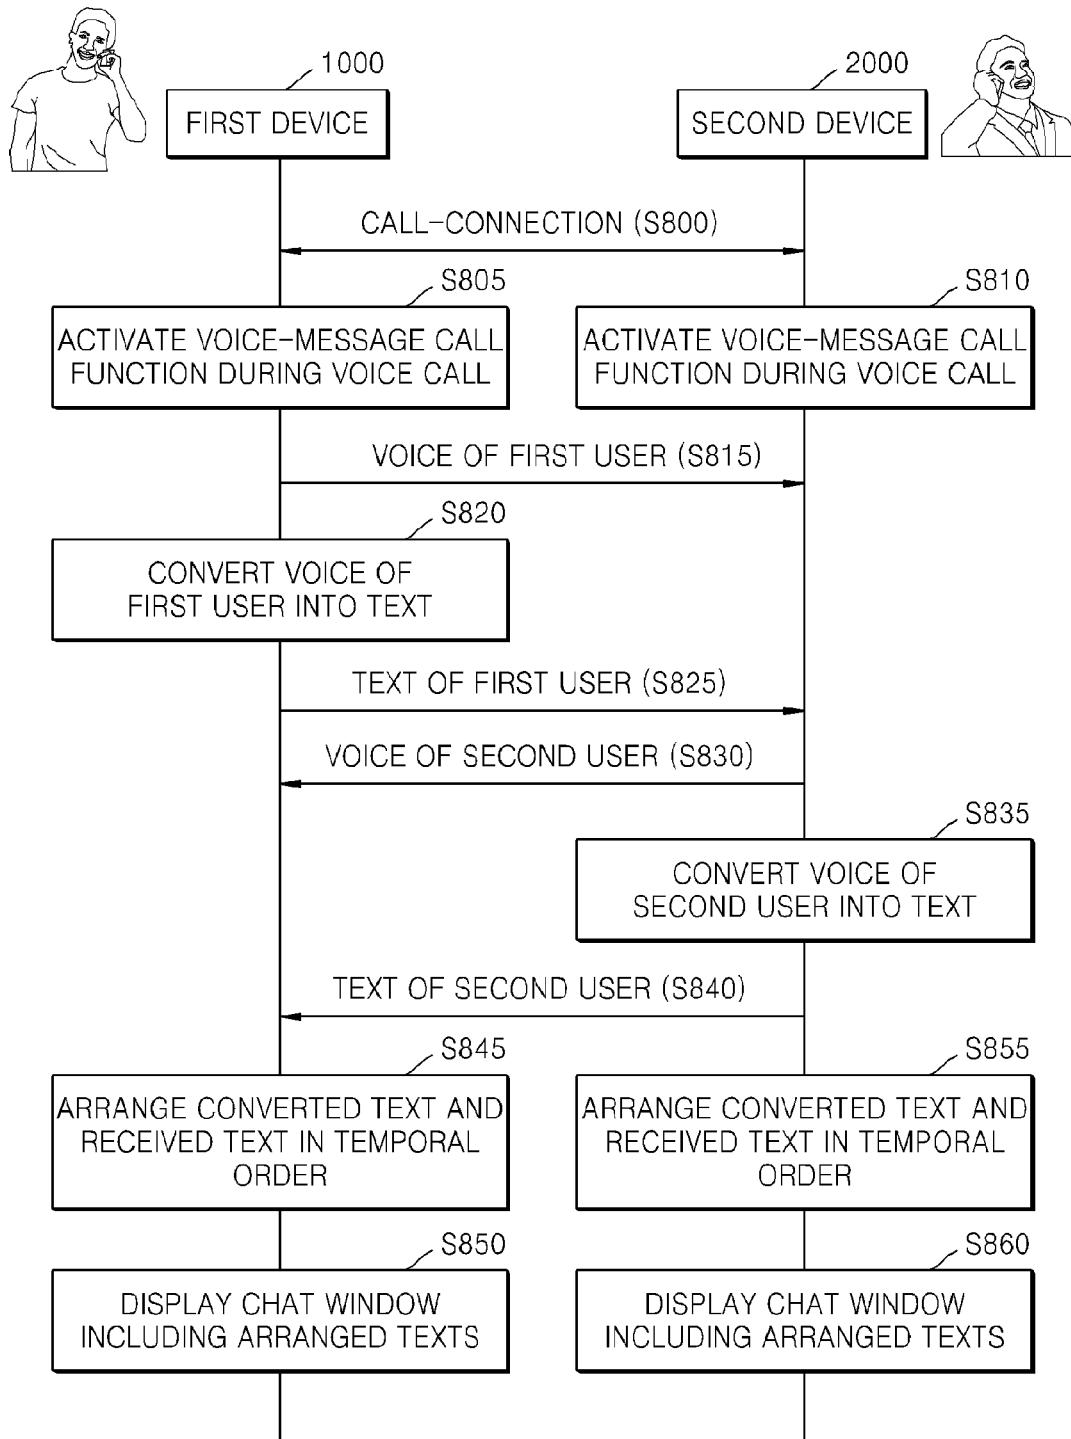 1000
2000
FIRST DEVICE
SECOND DEVICE
CALL-CONNECTION (S800)
S805
S810
ACTIVATE VOICE-MESSAGE CALL
FUNCTION DURING VOICE CALL
ACTIVATE VOICE-MESSAGE CALL
FUNCTION DURING VOICE CALL
VOICE OF FIRST USER (S815)
S820
CONVERT VOICE OF
FIRST USER INTO TEXT
TEXT OF FIRST USER (S825)
VOICE OF SECOND USER (S830)
S835
CONVERT VOICE OF
SECOND USER INTO TEXT
TEXT OF SECOND USER (S840)
S845
S855
ARRANGE CONVERTED TEXT AND
RECEIVED TEXT IN TEMPORAL
ORDER
ARRANGE CONVERTED TEXT AND
RECEIVED TEXT IN TEMPORAL
ORDER
S850
S860
DISPLAY CHAT WINDOW
INCLUDING ARRANGED TEXTS
DISPLAY CHAT WINDOW
INCLUDING ARRANGED TEXTS